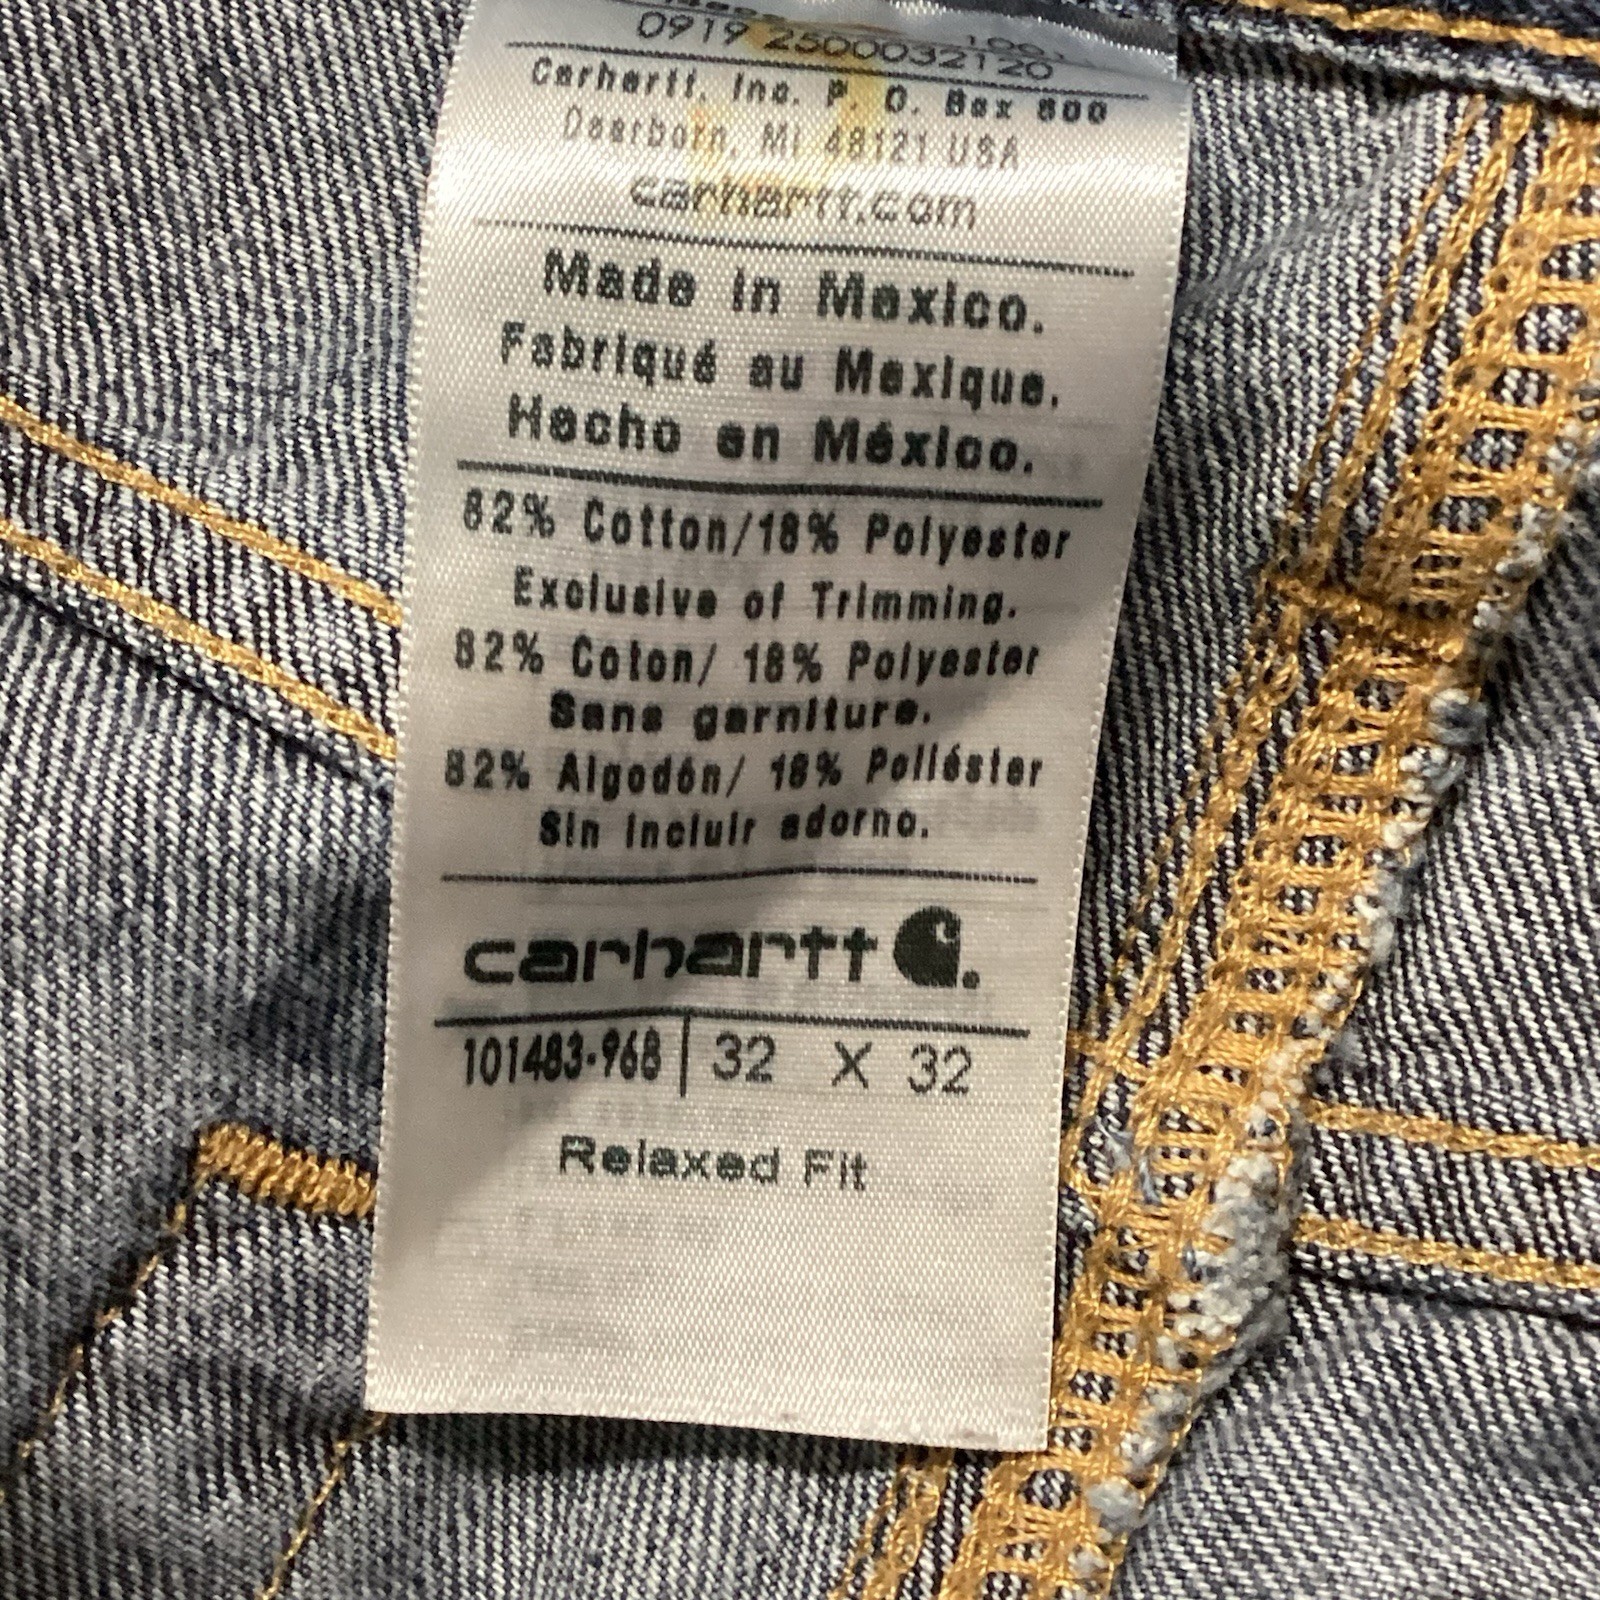 0919 2500032120
Carhartt, Inc. P. O. Box 600
Dearborn, MI 48121 USA
carhartt.com
Made in Mexico.
Fabriqué au Mexique.
Hecho en México.
82% Cotton/18% Polyester
Exclusive of Trimming.
82% Coton/ 18% Polyester
Sans garniture.
82% Algodón/ 18% Poliéster
Sin incluir adorno.
carhartt
101483-968 | 32 X 32
Relaxed Fit